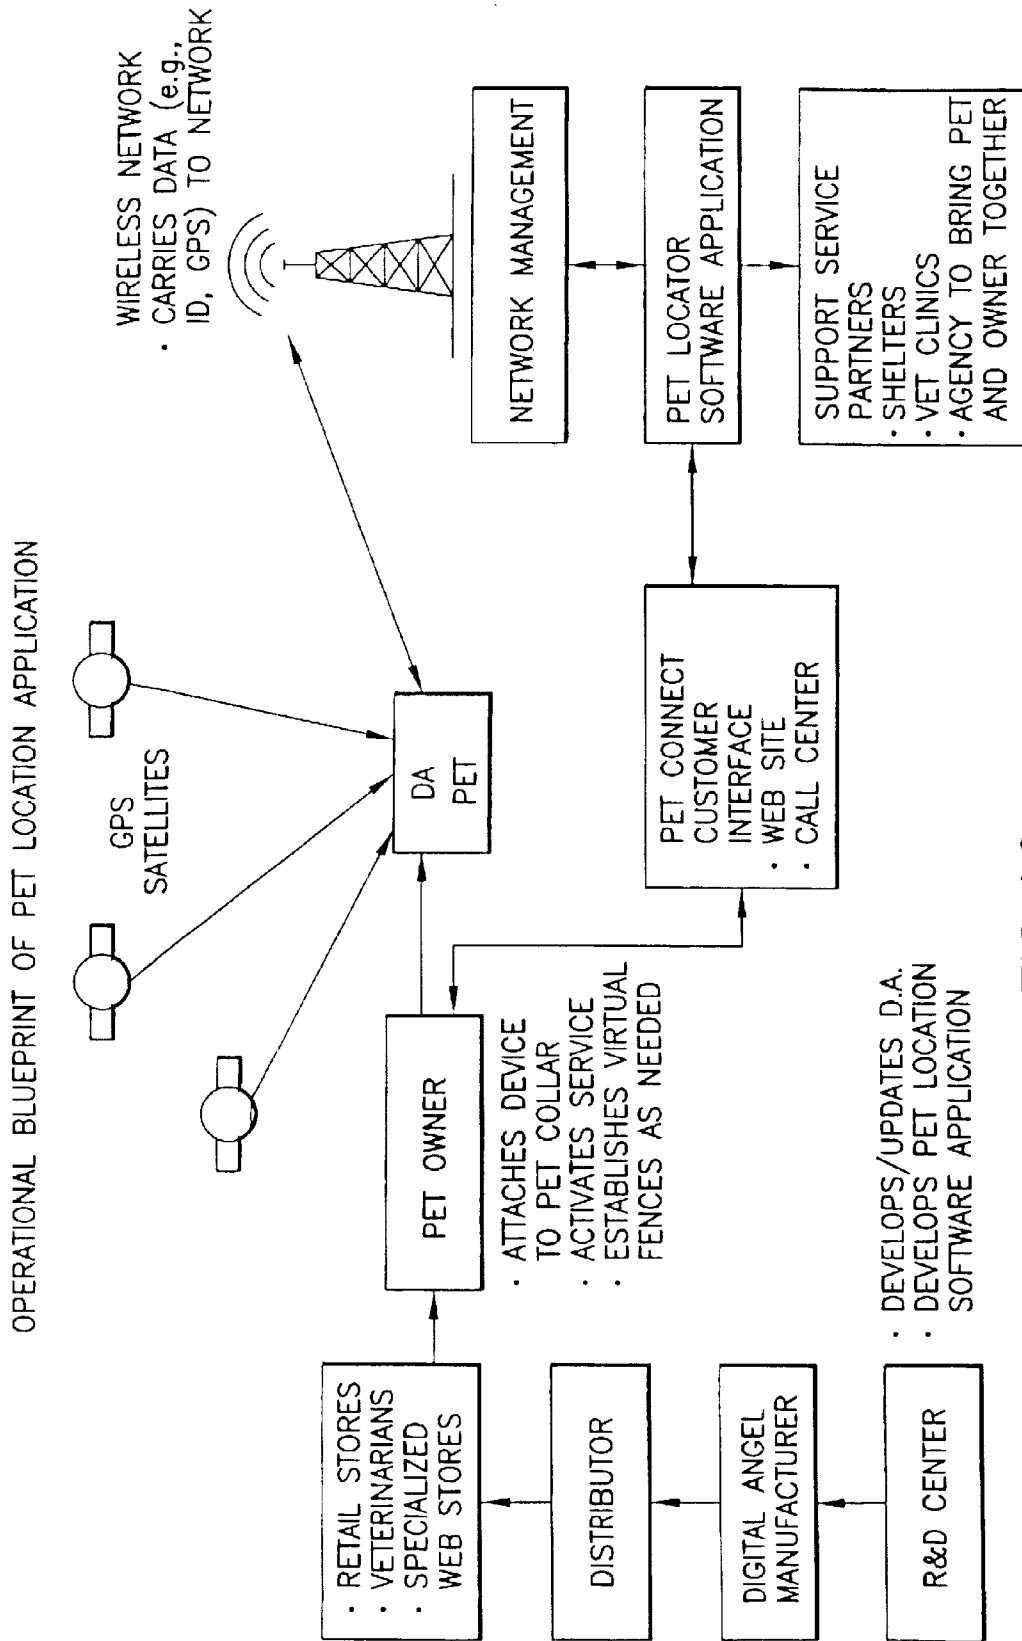 OPERATIONAL BLUEPRINT OF PET LOCATION APPLICATION
GPS
SATELLITES
WIRELESS NETWORK
· CARRIES DATA (e.g.,
ID, GPS) TO NETWORK
· RETAIL STORES
· VETERINARIANS
· SPECIALIZED
WEB STORES
DISTRIBUTOR
DIGITAL ANGEL
MANUFACTURER
R&D CENTER
· DEVELOPS/UPDATES D.A.
· DEVELOPS PET LOCATION
SOFTWARE APPLICATION
PET OWNER
· ATTACHES DEVICE
TO PET COLLAR
· ACTIVATES SERVICE
· ESTABLISHES VIRTUAL
FENCES AS NEEDED
DA
PET
PET CONNECT
CUSTOMER
INTERFACE
· WEB SITE
· CALL CENTER
NETWORK MANAGEMENT
PET LOCATOR
SOFTWARE APPLICATION
SUPPORT SERVICE
PARTNERS
· SHELTERS
· VET CLINICS
· AGENCY TO BRING PET
AND OWNER TOGETHER